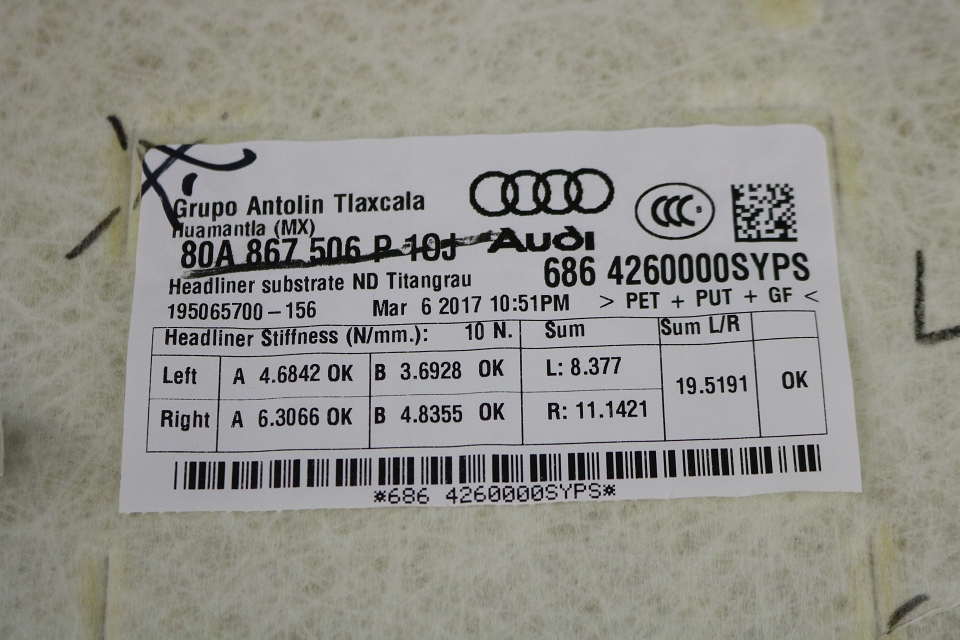 Grupo Antolin Tlaxcala
Huamantla (MX)
80A 867 506 P 10J
Audi
686 4260000SYPS
Headliner substrate ND Titangrau
195065700-156 Mar 6 2017 10:51PM > PET + PUT + GF <
Headliner Stiffness (N/mm.): 10 N. Sum Sum L/R
Left A 4.6842 OK B 3.6928 OK L: 8.377
19.5191 OK
Right A 6.3066 OK B 4.8355 OK R: 11.1421
*686 4260000SYPS*